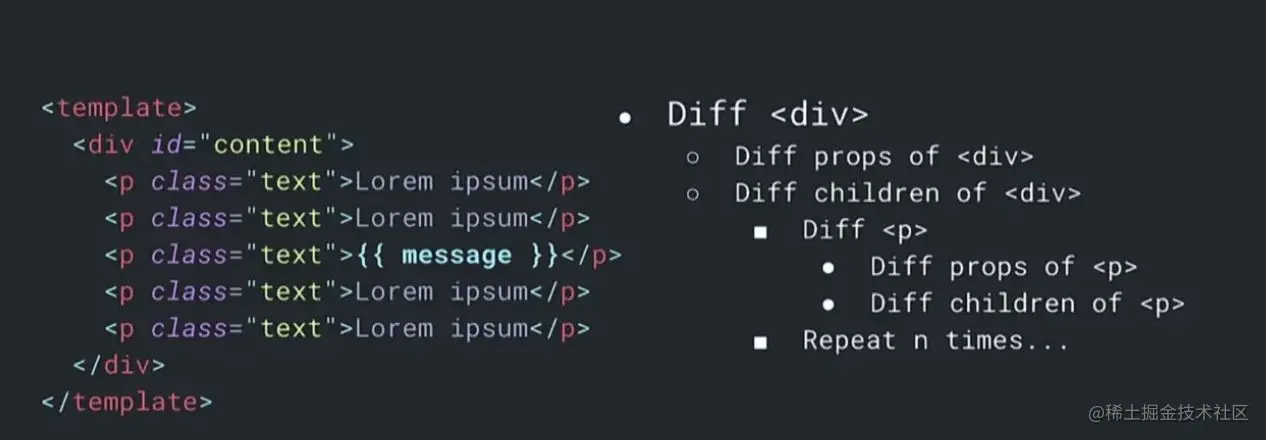 <template>
<div id="content">
<p class="text">Lorem ipsum</p>
<p class="text">Lorem ipsum</p>
<p class="text">{{ message }}</p>
<p class="text">Lorem ipsum</p>
<p class="text">Lorem ipsum</p>
</div>
</template>
Diff <div>
Diff props of <div>
Diff children of <div>
Diff <p>
Diff props of <p>
Diff children of <p>
Repeat n times...
@稀土掘金技术社区